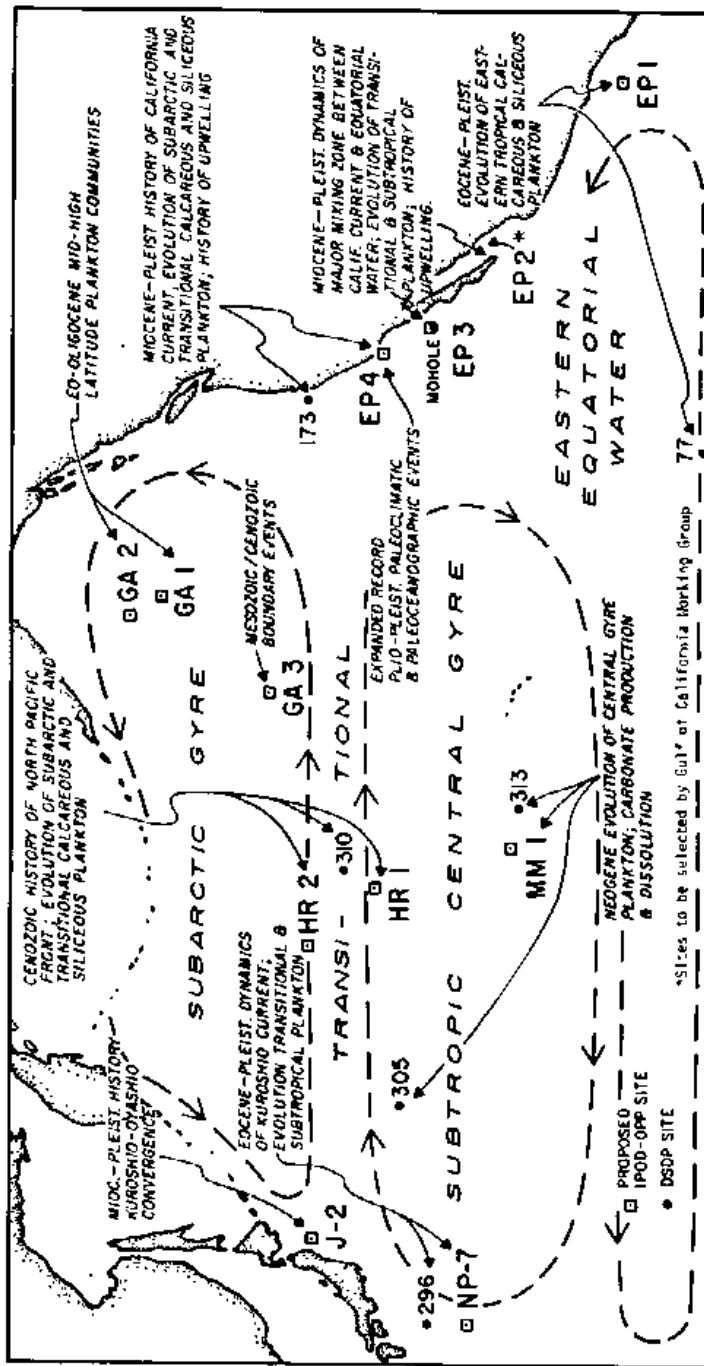 CENOZOIC HISTORY OF NORTH PACIFIC
FRONT; EVOLUTION OF SUBARCTIC AND
TRANSITIONAL CALCAREOUS AND
SILICEOUS PLANKTON
MIOC.-PLEIST. HISTORY
KUROSHIO-OYASHIO
CONVERGENCE
EOCENE-PLEIST. DYNAMICS
OF KUROSHIO CURRENT;
EVOLUTION TRANSITIONAL &
SUBTROPICAL PLANKTON
EO-OLIGOCENE MID-HIGH
LATITUDE PLANKTON COMMUNITIES
MIOCENE-PLEIST HISTORY OF CALIFORNIA
CURRENT, EVOLUTION OF SUBARCTIC AND
TRANSITIONAL CALCAREOUS AND SILICEOUS
PLANKTON; HISTORY OF UPWELLING
MIOCENE-PLEIST. DYNAMICS OF
MAJOR MIXING ZONE BETWEEN
CALIF. CURRENT & EQUATORIAL
WATER; EVOLUTION OF TRANSI-
TIONAL & SUBTROPICAL
PLANKTON; HISTORY OF
UPWELLING.
EOCENE-PLEIST.
EVOLUTION OF EAST-
ERN TROPICAL CAL-
CAREOUS & SILICEOUS
PLANKTON
GA 2
GA 1
SUBARCTIC GYRE
MESOZOIC/CENOZOIC
BOUNDARY EVENTS
GA 3
173
EP4
MOHOLE
EP3
EP2*
EP1
J-2
HR 2
310
TRANSI-TIONAL
HR 1
EXPANDED RECORD
PLIO-PLEIST. PALEOCLIMATIC
& PALEOCEANOGRAPHIC EVENTS
296
NP-7
305
SUBTROPIC CENTRAL GYRE
313
MM 1
EASTERN
EQUATORIAL
WATER
77
NEOGENE EVOLUTION OF CENTRAL GYRE
PLANKTON; CARBONATE PRODUCTION
& DISSOLUTION
PROPOSED
IPOD-OPP SITE
DSDP SITE
*Sites to be selected by Gulf of California Working Group